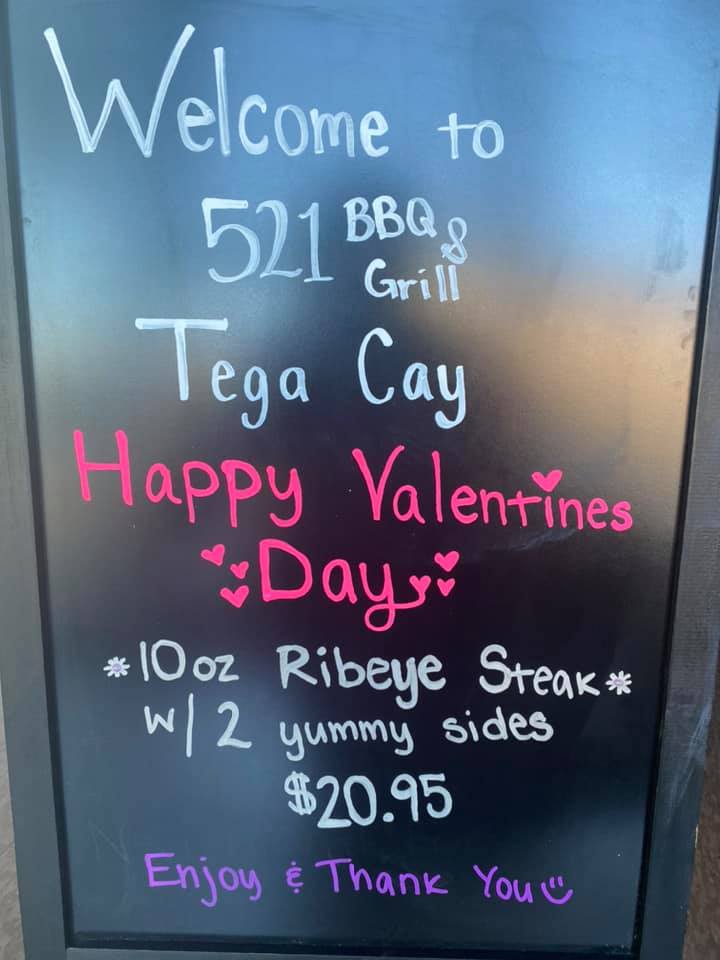 Welcome to
521 BBQ &
Grill
Tega Cay
Happy Valentines
Day
*10oz Ribeye Steak*
w/2 yummy sides
$20.95
Enjoy & Thank You